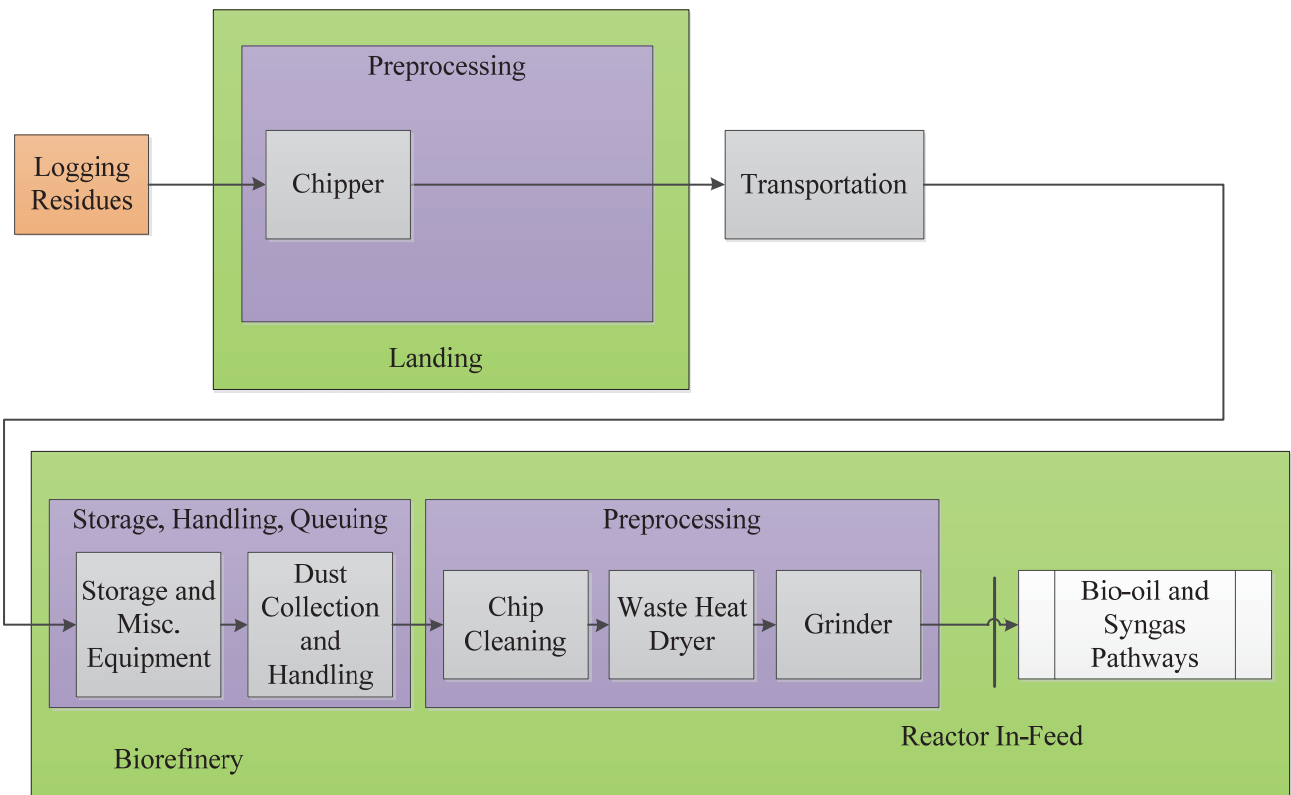 Preprocessing
Logging
Residues
Chipper
Transportation
Landing
Storage, Handling, Queuing
Storage and
Misc.
Equipment
Dust
Collection
and
Handling
Preprocessing
Chip
Cleaning
Waste Heat
Dryer
Grinder
Bio-oil and
Syngas
Pathways
Reactor In-Feed
Biorefinery